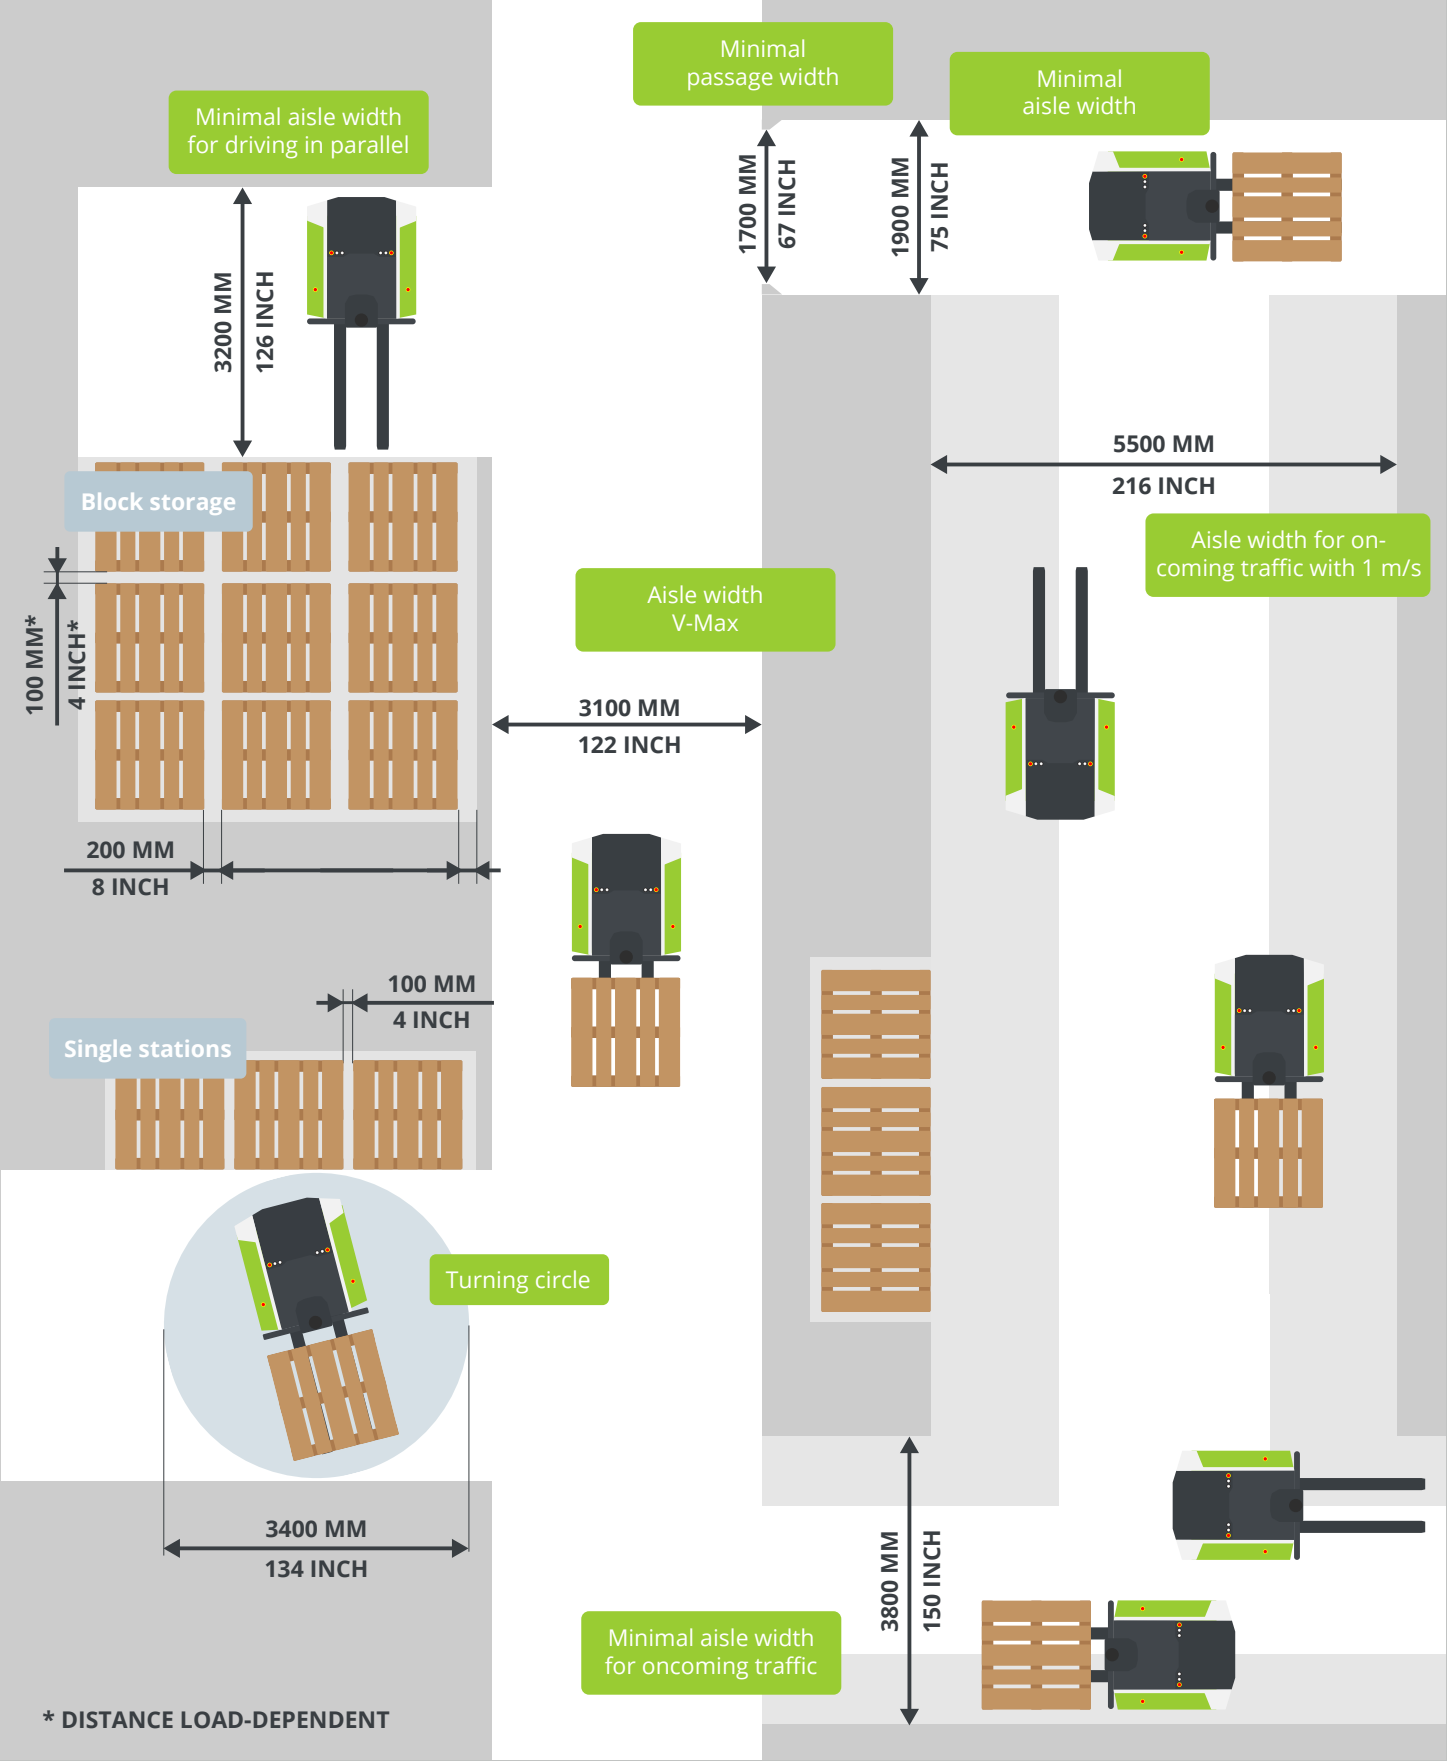 Minimal
passage width
Minimal
aisle width
Minimal aisle width
for driving in parallel
1700 MM
67 INCH
1900 MM
75 INCH
3200 MM
126 INCH
5500 MM
216 INCH
Block storage
Aisle width for on-
coming traffic with 1 m/s
Aisle width
V-Max
100 MM*
4 INCH*
3100 MM
122 INCH
200 MM
8 INCH
100 MM
4 INCH
Single stations
Turning circle
3400 MM
134 INCH
3800 MM
150 INCH
Minimal aisle width
for oncoming traffic
* DISTANCE LOAD-DEPENDENT